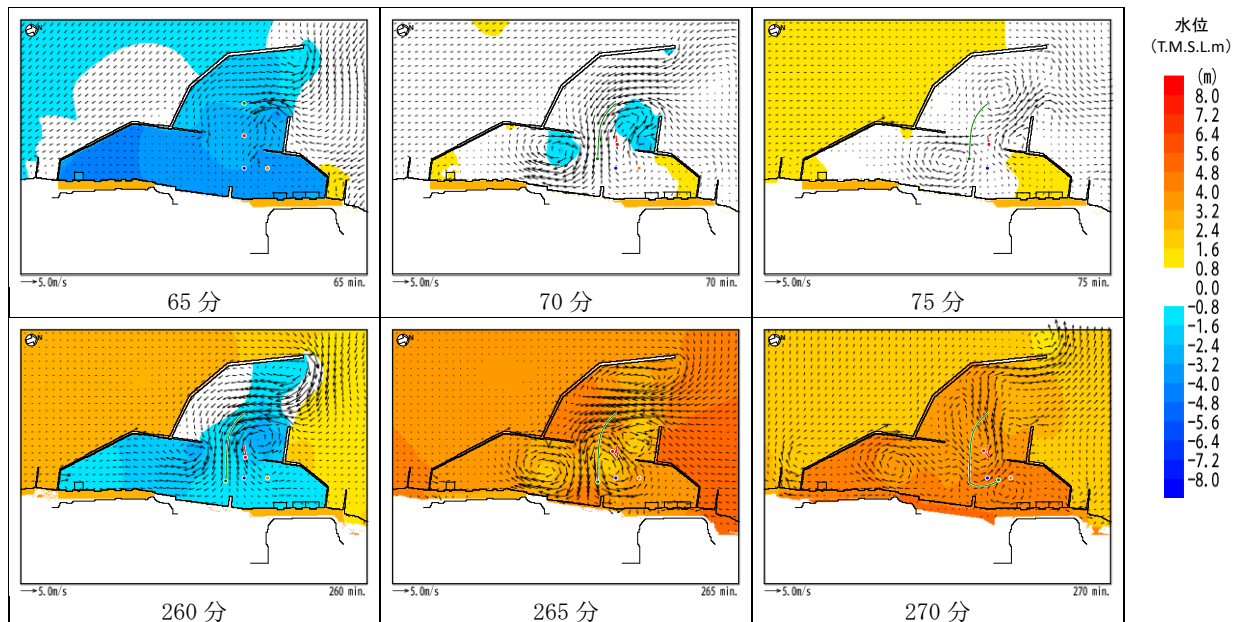 水位
(T.M.S.L.m)
(m)
8.0
7.2
6.4
5.6
4.8
4.0
3.2
2.4
1.6
0.8
0.0
-0.8
-1.6
-2.4
-3.2
-4.0
-4.8
-5.6
-6.4
-7.2
-8.0
N
5.0m/s 65 min.
65 分
N
5.0m/s 70 min.
70 分
N
5.0m/s 75 min.
75 分
N
5.0m/s 260 min.
260 分
N
5.0m/s 265 min.
265 分
N
5.0m/s 270 min.
270 分